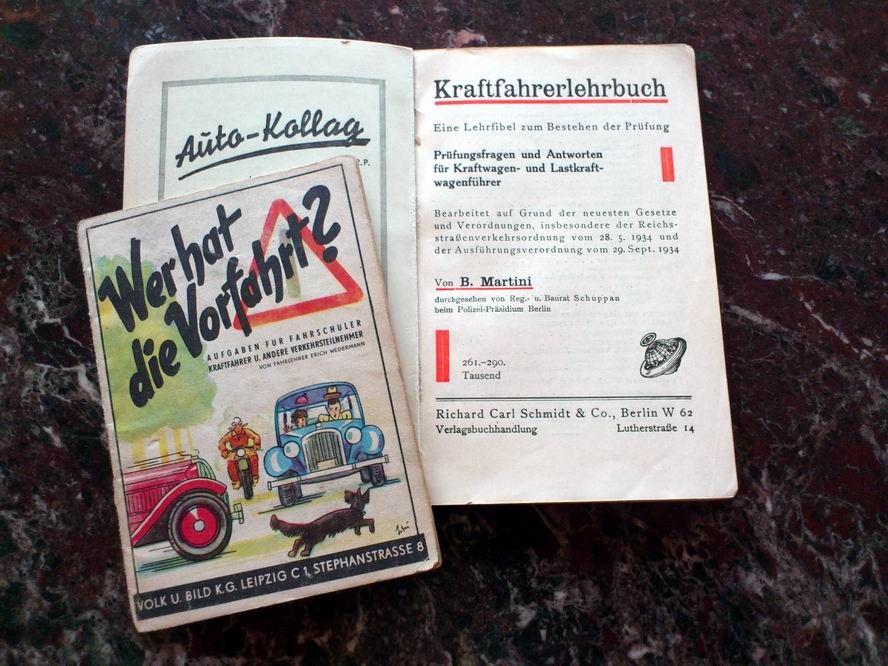 Auto-Kollag
R.P.
Kraftfahrerlehrbuch
Eine Lehrfibel zum Bestehen der Prüfung
Prüfungsfragen und Antworten
für Kraftwagen- und Lastkraft-
wagenführer
Bearbeitet auf Grund der neuesten Gesetze
und Verordnungen, insbesondere der Reichs-
straßenverkehrsordnung vom 28. 5. 1934 und
der Ausführungsverordnung vom 29. Sept. 1934
Von B. Martini
durchgesehen von Reg.- u. Baurat Schuppan
beim Polizei-Präsidium Berlin
261.–290.
Tausend
Richard Carl Schmidt & Co., Berlin W 62
Verlagsbuchhandlung Lutherstraße 14
Wer hat
die Vorfahrt?
AUFGABEN FÜR FAHRSCHÜLER
KRAFTFAHRER U. ANDERE VERKEHRSTEILNEHMER
VON FAHRLEHRER ERICH WEDERMANN
VOLK U. BILD K.G. LEIPZIG C 1, STEPHANSTRASSE 8